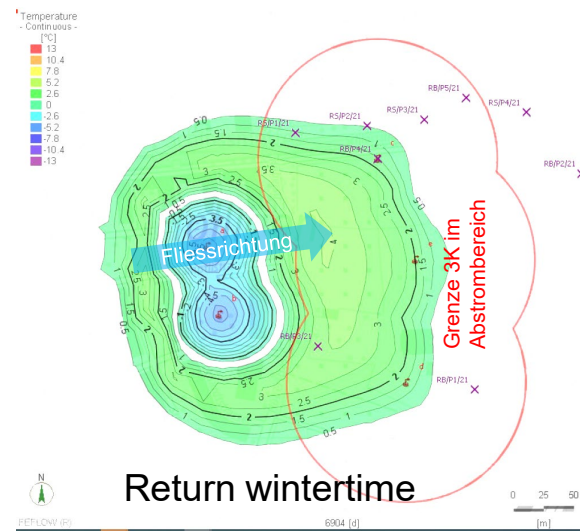 Temperature
- Continuous -
[°C]
13
10.4
7.8
5.2
2.6
0
-2.6
-5.2
-7.8
-10.4
-13
RB/P5/21
RS/P4/21
RS/P3/21
RS/P2/21
RS/P1/21
RB/P4/21
RB/P2/21
Fliessrichtung
Grenze 3K im
Abstrombereich
RB/P3/21
RB/P1/21
N
Return wintertime
0 25 50
FEFLOW (R)
6904 [d]
[m]